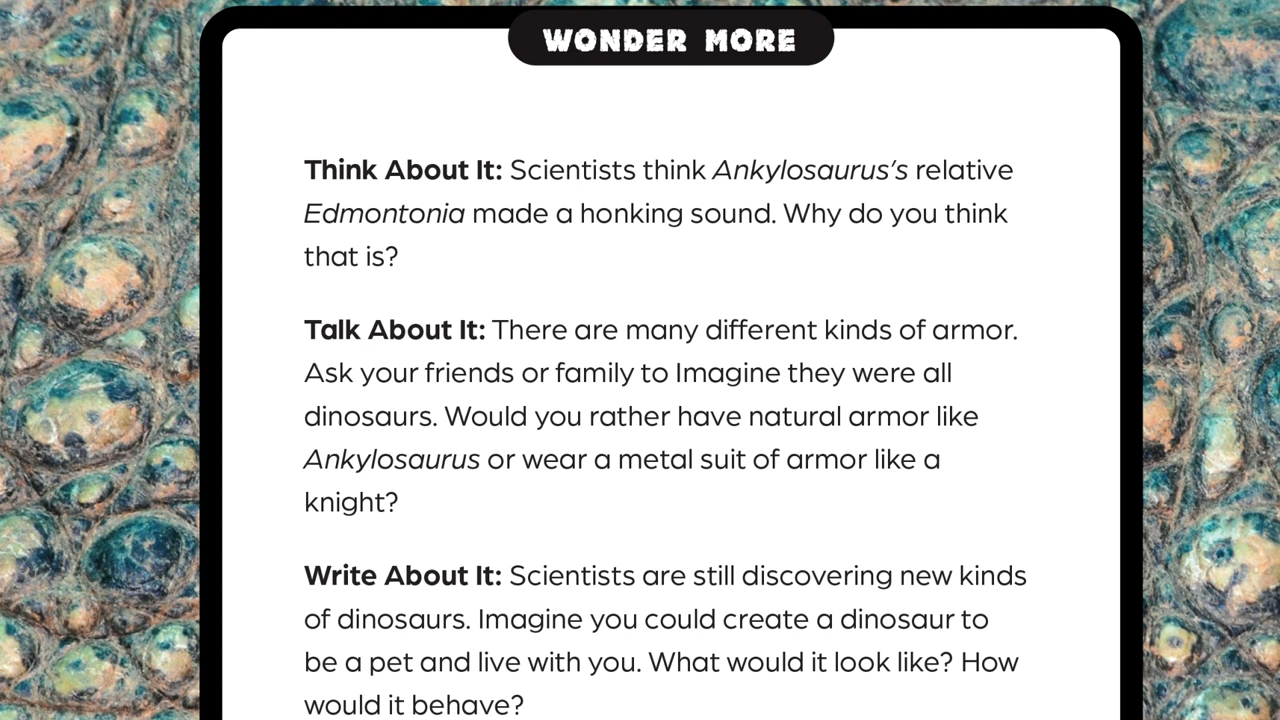 WONDER MORE
Think About It: Scientists think Ankylosaurus's relative
Edmontonia made a honking sound. Why do you think
that is?
Talk About It: There are many different kinds of armor.
Ask your friends or family to Imagine they were all
dinosaurs. Would you rather have natural armor like
Ankylosaurus or wear a metal suit of armor like a
knight?
Write About It: Scientists are still discovering new kinds
of dinosaurs. Imagine you could create a dinosaur to
be a pet and live with you. What would it look like? How
would it behave?